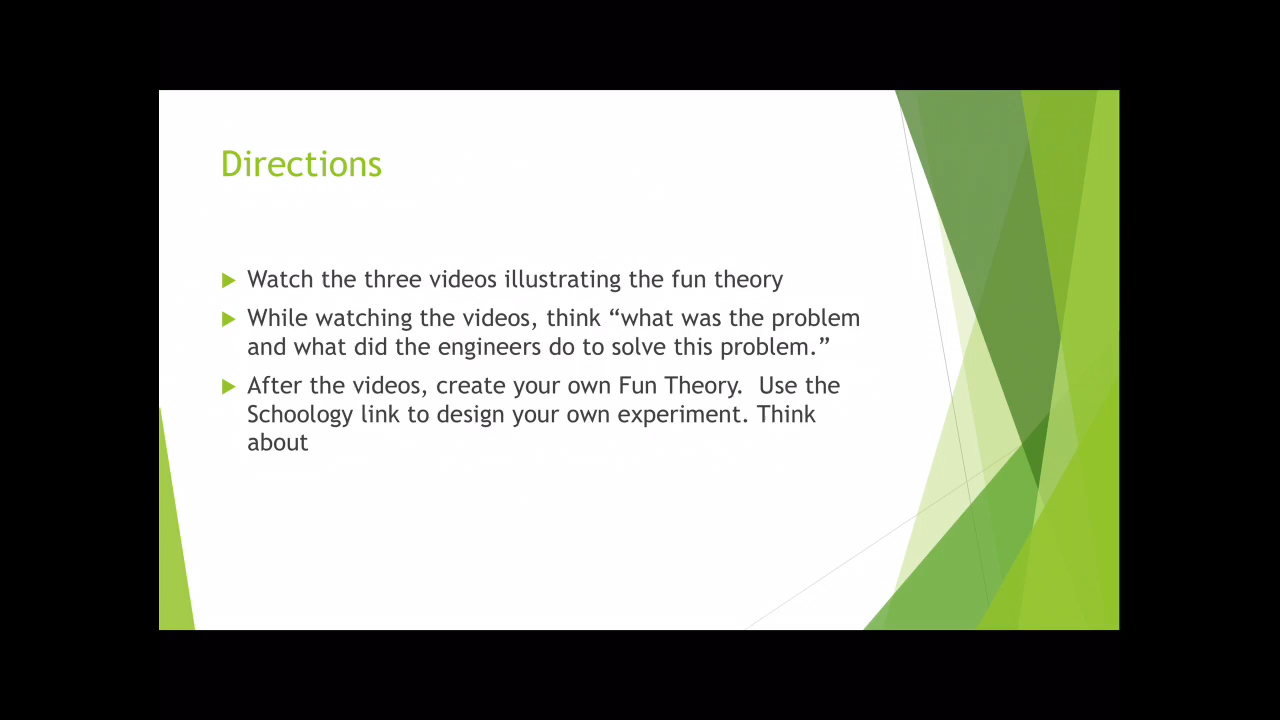 Directions
Watch the three videos illustrating the fun theory
While watching the videos, think “what was the problem
and what did the engineers do to solve this problem.”
After the videos, create your own Fun Theory.  Use the
Schoology link to design your own experiment. Think
about